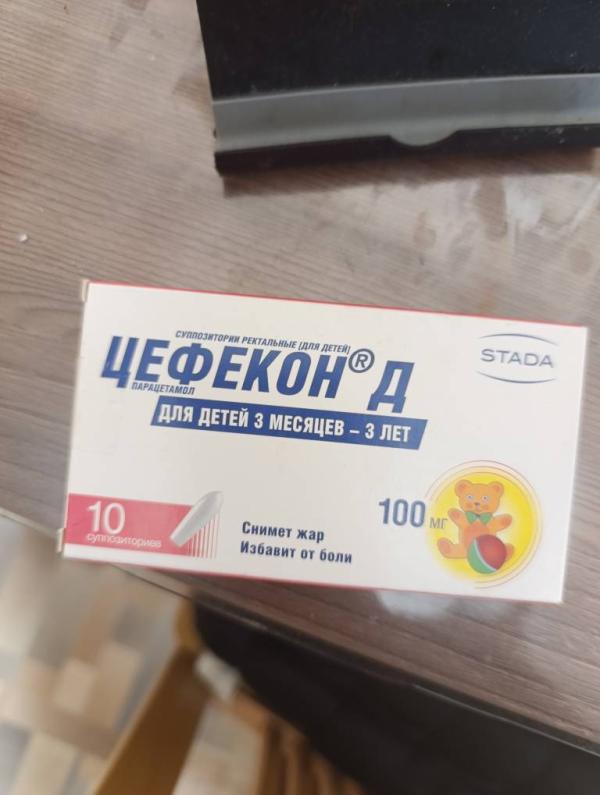 СУППОЗИТОРИИ РЕКТАЛЬНЫЕ [ДЛЯ ДЕТЕЙ]
ЦЕФЕКОН® Д
ПАРАЦЕТАМОЛ
ДЛЯ ДЕТЕЙ 3 МЕСЯЦЕВ – 3 ЛЕТ
STADA
100 МГ
10
суппозиториев
Снимет жар
Избавит от боли